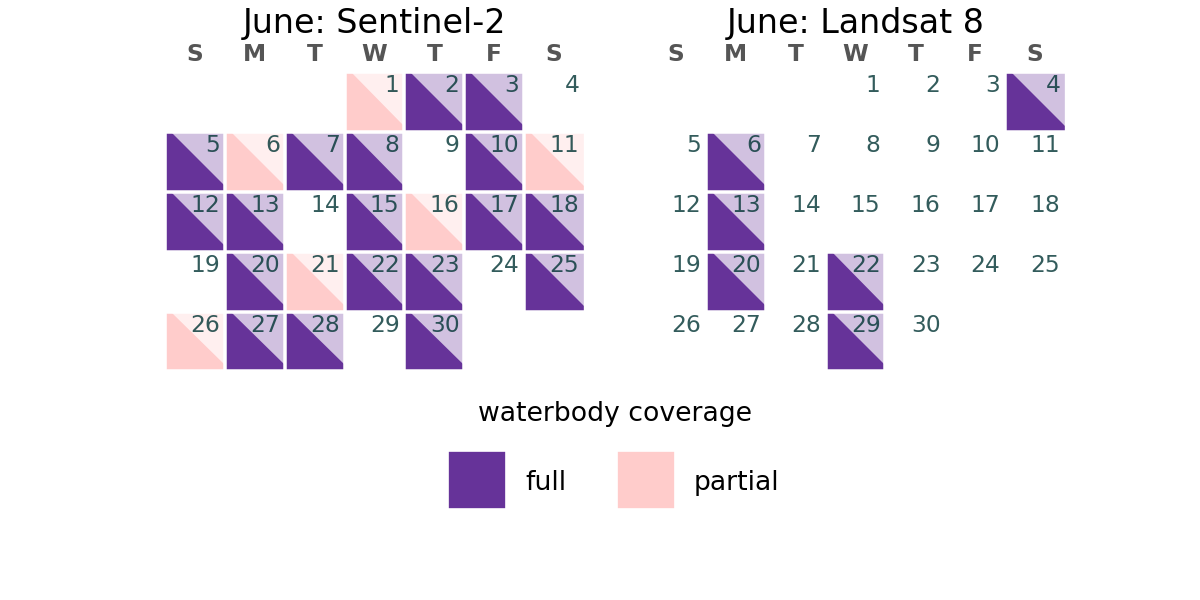 June: Sentinel-2
S M T W T F S
1 2 3 4
5 6 7 8 9 10 11
12 13 14 15 16 17 18
19 20 21 22 23 24 25
26 27 28 29 30
June: Landsat 8
S M T W T F S
1 2 3 4
5 6 7 8 9 10 11
12 13 14 15 16 17 18
19 20 21 22 23 24 25
26 27 28 29 30
waterbody coverage
full partial